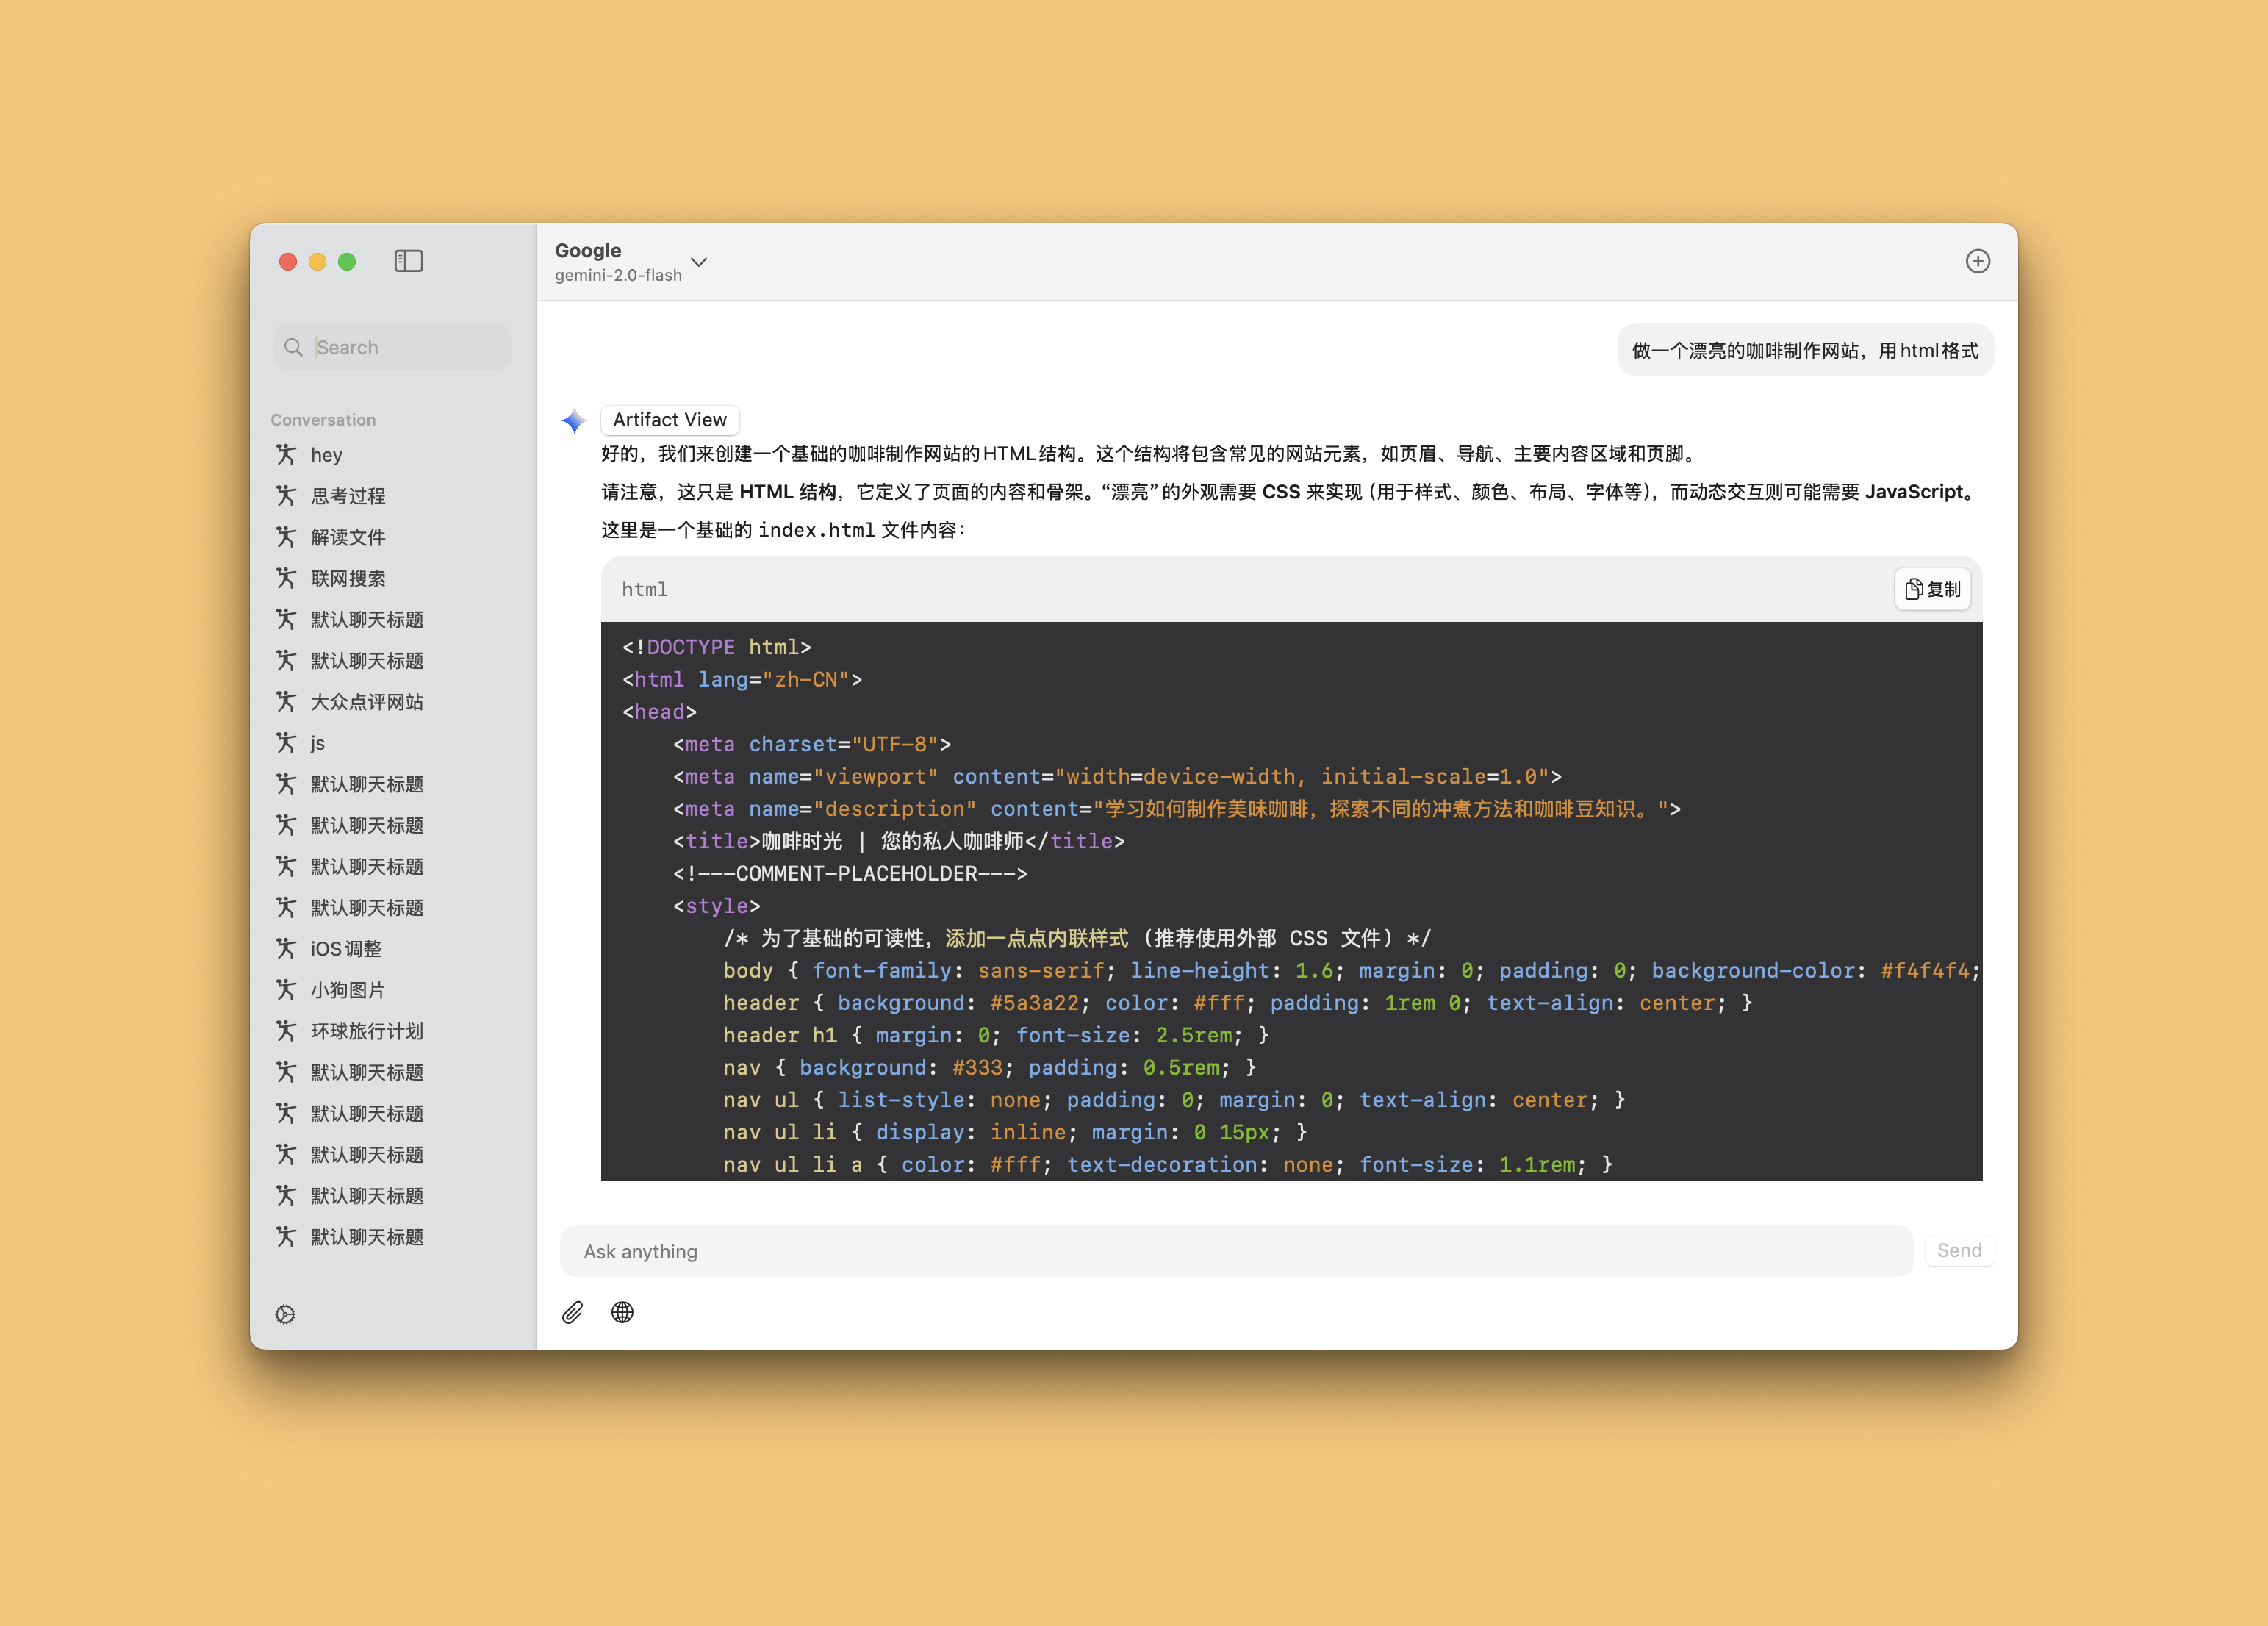 Search
Conversation
hey
思考过程
解读文件
联网搜索
默认聊天标题
默认聊天标题
大众点评网站
js
默认聊天标题
默认聊天标题
默认聊天标题
默认聊天标题
iOS调整
小狗图片
环球旅行计划
默认聊天标题
默认聊天标题
默认聊天标题
默认聊天标题
默认聊天标题
Google
gemini-2.0-flash
做一个漂亮的咖啡制作网站，用html格式
Artifact View
好的，我们来创建一个基础的咖啡制作网站的HTML结构。这个结构将包含常见的网站元素，如页眉、导航、主要内容区域和页脚。
请注意，这只是 HTML 结构，它定义了页面的内容和骨架。“漂亮”的外观需要 CSS 来实现（用于样式、颜色、布局、字体等），而动态交互则可能需要 JavaScript。
这里是一个基础的 index.html 文件内容：
html
复制
<!DOCTYPE html>
<html lang="zh-CN">
<head>
    <meta charset="UTF-8">
    <meta name="viewport" content="width=device-width, initial-scale=1.0">
    <meta name="description" content="学习如何制作美味咖啡，探索不同的冲煮方法和咖啡豆知识。">
    <title>咖啡时光 | 您的私人咖啡师</title>
    <!---COMMENT-PLACEHOLDER--->
    <style>
        /* 为了基础的可读性，添加一点点内联样式 (推荐使用外部 CSS 文件) */
        body { font-family: sans-serif; line-height: 1.6; margin: 0; padding: 0; background-color: #f4f4f4;
        header { background: #5a3a22; color: #fff; padding: 1rem 0; text-align: center; }
        header h1 { margin: 0; font-size: 2.5rem; }
        nav { background: #333; padding: 0.5rem; }
        nav ul { list-style: none; padding: 0; margin: 0; text-align: center; }
        nav ul li { display: inline; margin: 0 15px; }
        nav ul li a { color: #fff; text-decoration: none; font-size: 1.1rem; }
Ask anything
Send